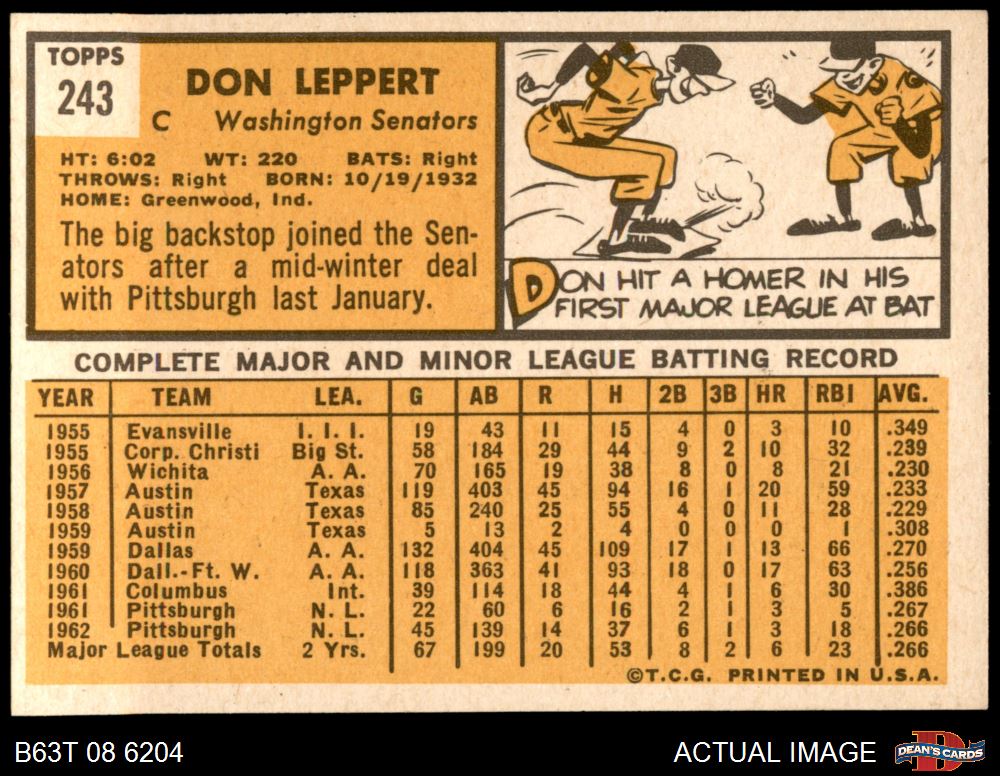 TOPPS
243
DON LEPPERT
C Washington Senators
HT: 6:02 WT: 220 BATS: Right
THROWS: Right BORN: 10/19/1932
HOME: Greenwood, Ind.
The big backstop joined the Sen-
ators after a mid-winter deal
with Pittsburgh last January.
DON HIT A HOMER IN HIS
FIRST MAJOR LEAGUE AT BAT
COMPLETE MAJOR AND MINOR LEAGUE BATTING RECORD
YEAR TEAM LEA. G AB R H 2B 3B HR RBI AVG.
1955 Evansville I. I. I. 19 43 11 15 4 0 3 10 .349
1955 Corp. Christi Big St. 58 184 29 44 9 2 10 32 .239
1956 Wichita A. A. 70 165 19 38 8 0 8 21 .230
1957 Austin Texas 119 403 45 94 16 1 20 59 .233
1958 Austin Texas 85 240 25 55 4 0 11 28 .229
1959 Austin Texas 5 13 2 4 0 0 0 1 .308
1959 Dallas A. A. 132 404 45 109 17 1 13 66 .270
1960 Dall.-Ft. W. A. A. 118 363 41 93 18 0 17 63 .256
1961 Columbus Int. 39 114 18 44 4 1 6 30 .386
1961 Pittsburgh N. L. 22 60 6 16 2 1 3 5 .267
1962 Pittsburgh N. L. 45 139 14 37 6 1 3 18 .266
Major League Totals 2 Yrs. 67 199 20 53 8 2 6 23 .266
©T.C.G. PRINTED IN U.S.A.
B63T 08 6204
ACTUAL IMAGE
DEAN'S CARDS